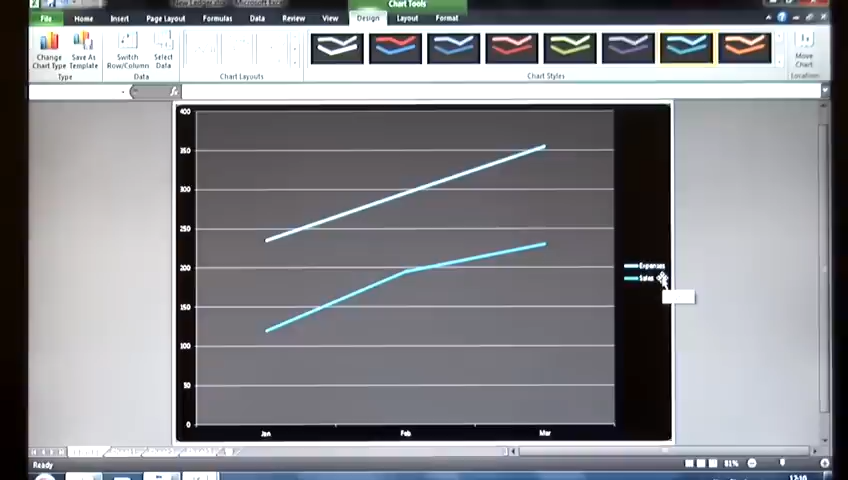 Chart Tools
File Home Insert Page Layout Formulas Data Review View Design Layout Format
Change Chart Type
Save As Template
Switch Row/Column
Select Data
Move Chart
Type Data Chart Layouts Chart Styles Location
400
350
300
250
200
150
100
50
0
Expenses
Sales
Jan Feb Mar
Ready
81%